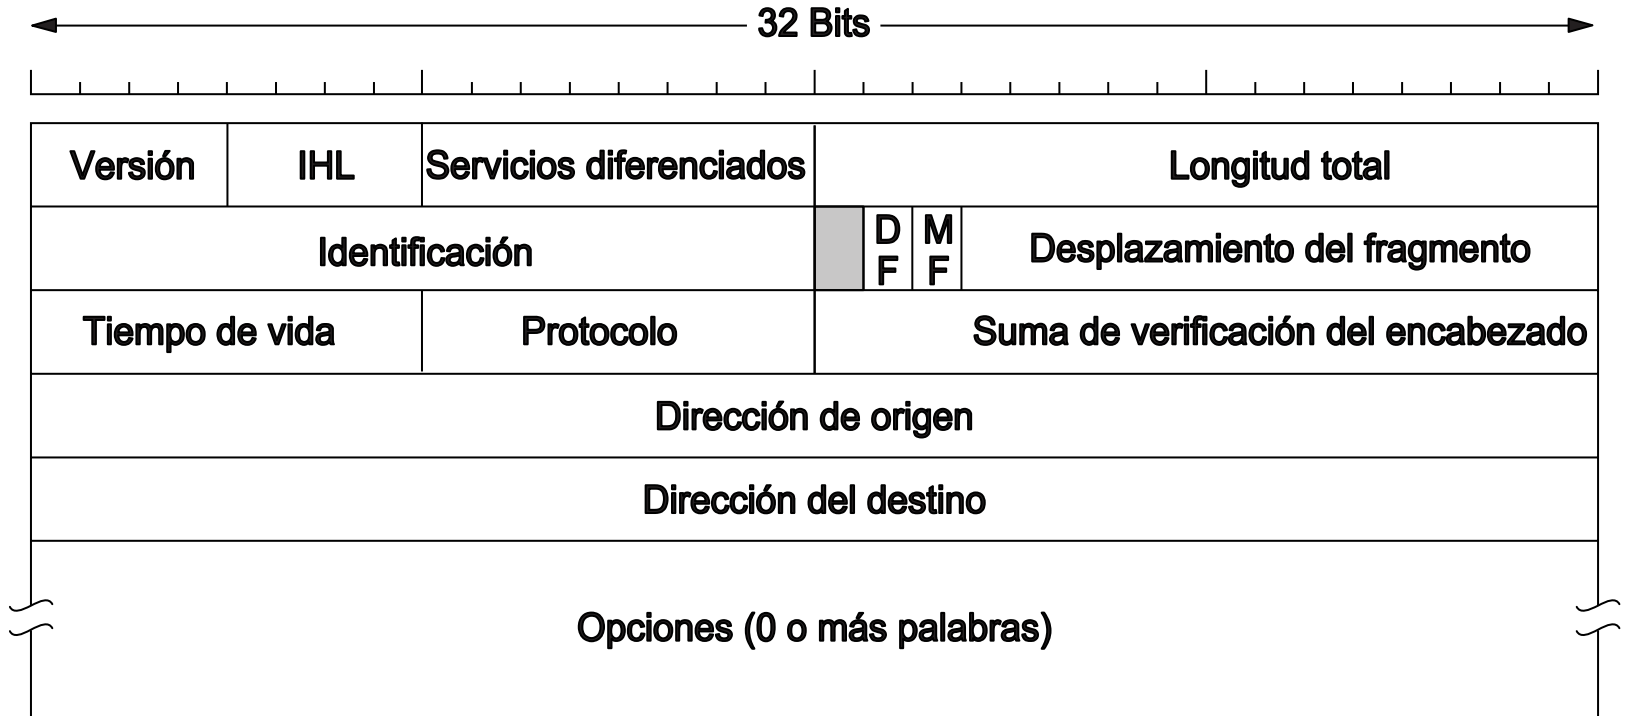 32 Bits
Versión IHL Servicios diferenciados Longitud total
Identificación D F M F Desplazamiento del fragmento
Tiempo de vida Protocolo Suma de verificación del encabezado
Dirección de origen
Dirección del destino
Opciones (0 o más palabras)